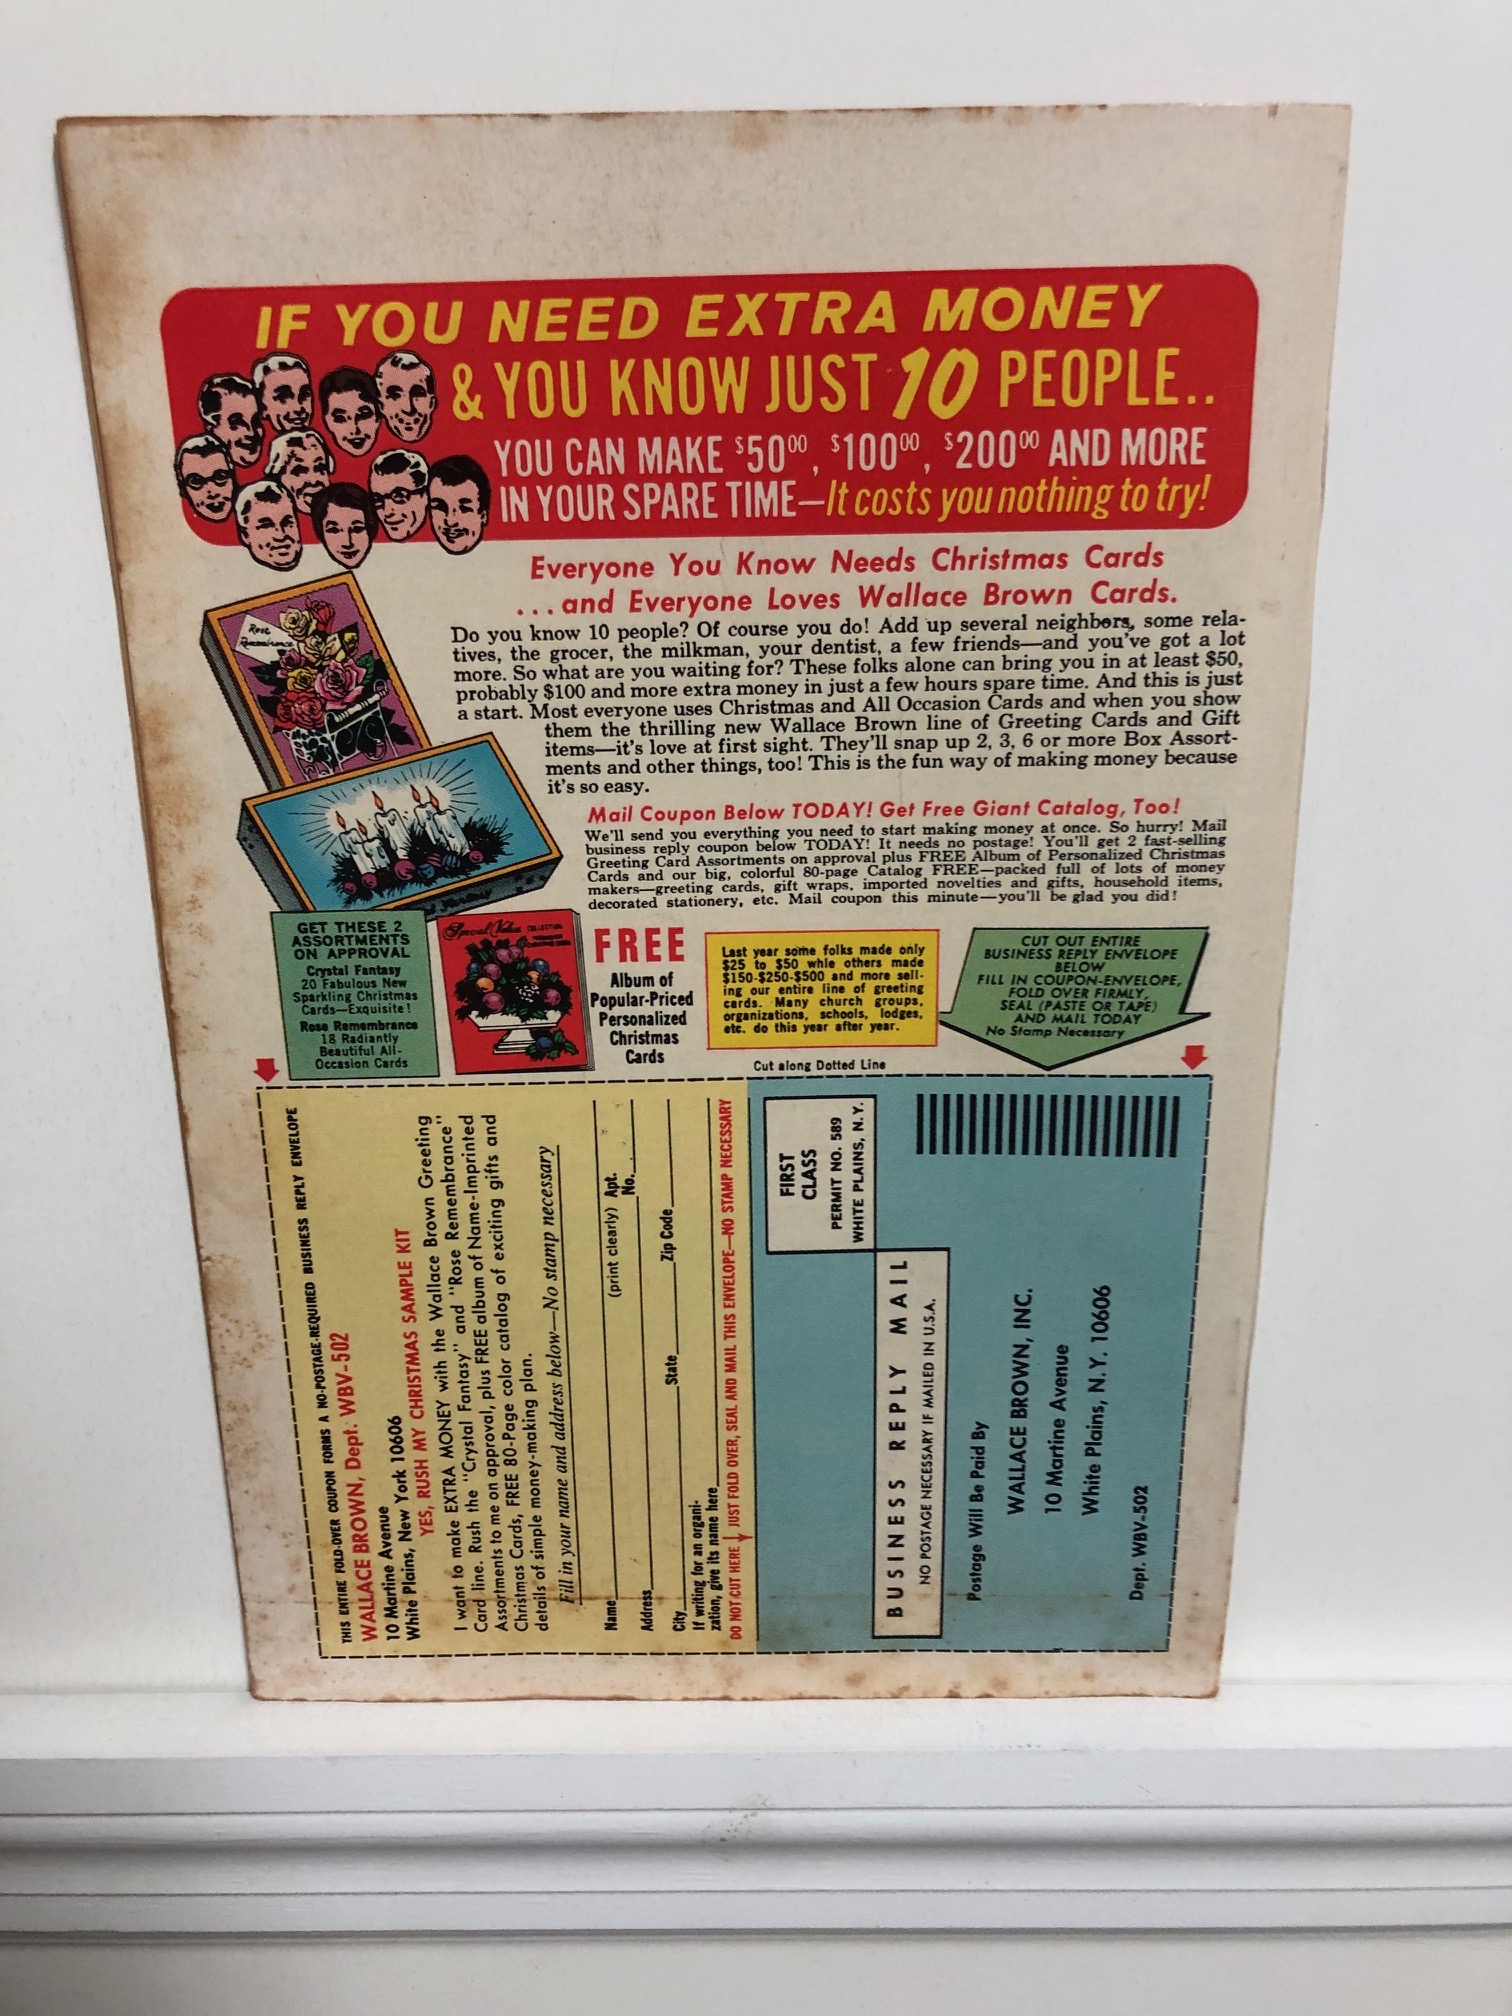 IF YOU NEED EXTRA MONEY
& YOU KNOW JUST 10 PEOPLE..
YOU CAN MAKE $50⁰⁰, $100⁰⁰, $200⁰⁰ AND MORE
IN YOUR SPARE TIME—It costs you nothing to try!
Everyone You Know Needs Christmas Cards
...and Everyone Loves Wallace Brown Cards.
Do you know 10 people? Of course you do! Add up several neighbors, some rela-
tives, the grocer, the milkman, your dentist, a few friends—and you've got a lot
more. So what are you waiting for? These folks alone can bring you in at least $50,
probably $100 and more extra money in just a few hours spare time. And this is just
a start. Most everyone uses Christmas and All Occasion Cards and when you show
them the thrilling new Wallace Brown line of Greeting Cards and Gift
items—it's love at first sight. They'll snap up 2, 3, 6 or more Box Assort-
ments and other things, too! This is the fun way of making money because
it's so easy.
Rose
Remembrance
Mail Coupon Below TODAY! Get Free Giant Catalog, Too!
We'll send you everything you need to start making money at once. So hurry! Mail
business reply coupon below TODAY! It needs no postage! You'll get 2 fast-selling
Greeting Card Assortments on approval plus FREE Album of Personalized Christmas
Cards and our big, colorful 80-page Catalog FREE—packed full of lots of money
makers—greeting cards, gift wraps, imported novelties and gifts, household items,
decorated stationery, etc. Mail coupon this minute—you'll be glad you did!
GET THESE 2
ASSORTMENTS
ON APPROVAL
Crystal Fantasy
20 Fabulous New
Sparkling Christmas
Cards—Exquisite!
Rose Remembrance
18 Radiantly
Beautiful All-
Occasion Cards
Special Value COLLECTION
FREE
Album of
Popular-Priced
Personalized
Christmas
Cards
Last year some folks made only
$25 to $50 while others made
$150-$250-$500 and more sell-
ing our entire line of greeting
cards. Many church groups,
organizations, schools, lodges,
etc. do this year after year.
CUT OUT ENTIRE
BUSINESS REPLY ENVELOPE
BELOW
FILL IN COUPON-ENVELOPE,
FOLD OVER FIRMLY,
SEAL (PASTE OR TAPE)
AND MAIL TODAY
No Stamp Necessary
Cut along Dotted Line
THIS ENTIRE FOLD-OVER COUPON FORMS A NO-POSTAGE-REQUIRED BUSINESS REPLY ENVELOPE
WALLACE BROWN, Dept. WBV-502
10 Martine Avenue
White Plains, New York 10606
YES, RUSH MY CHRISTMAS SAMPLE KIT
I want to make EXTRA MONEY with the Wallace Brown Greeting
Card line. Rush the "Crystal Fantasy" and "Rose Remembrance"
Assortments to me on approval, plus FREE album of Name-Imprinted
Christmas Cards, FREE 80-Page color catalog of exciting gifts and
details of simple money-making plan.
Fill in your name and address below—No stamp necessary
Name (print clearly)
Address Apt. No.
City State Zip Code
If writing for an organi-
zation, give its name here
DO NOT CUT HERE JUST FOLD OVER, SEAL AND MAIL THIS ENVELOPE—NO STAMP NECESSARY
FIRST
CLASS
PERMIT NO. 589
WHITE PLAINS, N.Y.
BUSINESS REPLY MAIL
NO POSTAGE NECESSARY IF MAILED IN U.S.A.
Postage Will Be Paid By
WALLACE BROWN, INC.
10 Martine Avenue
White Plains, N.Y. 10606
Dept. WBV-502